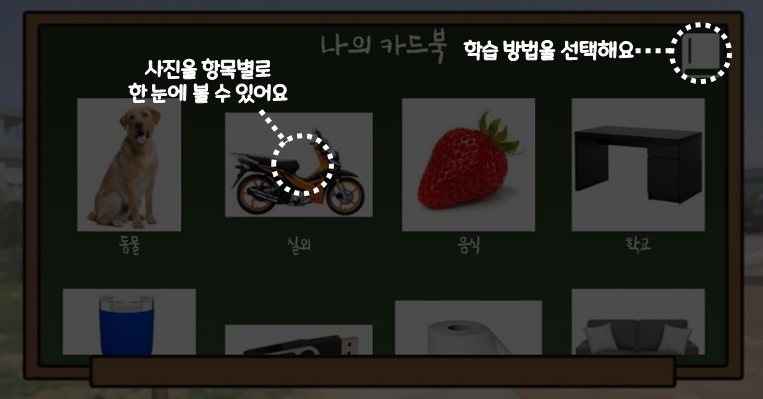 나의 카드북
학습 방법을 선택해요
사진을 항목별로
한 눈에 볼 수 있어요
동물
실외
음식
학교